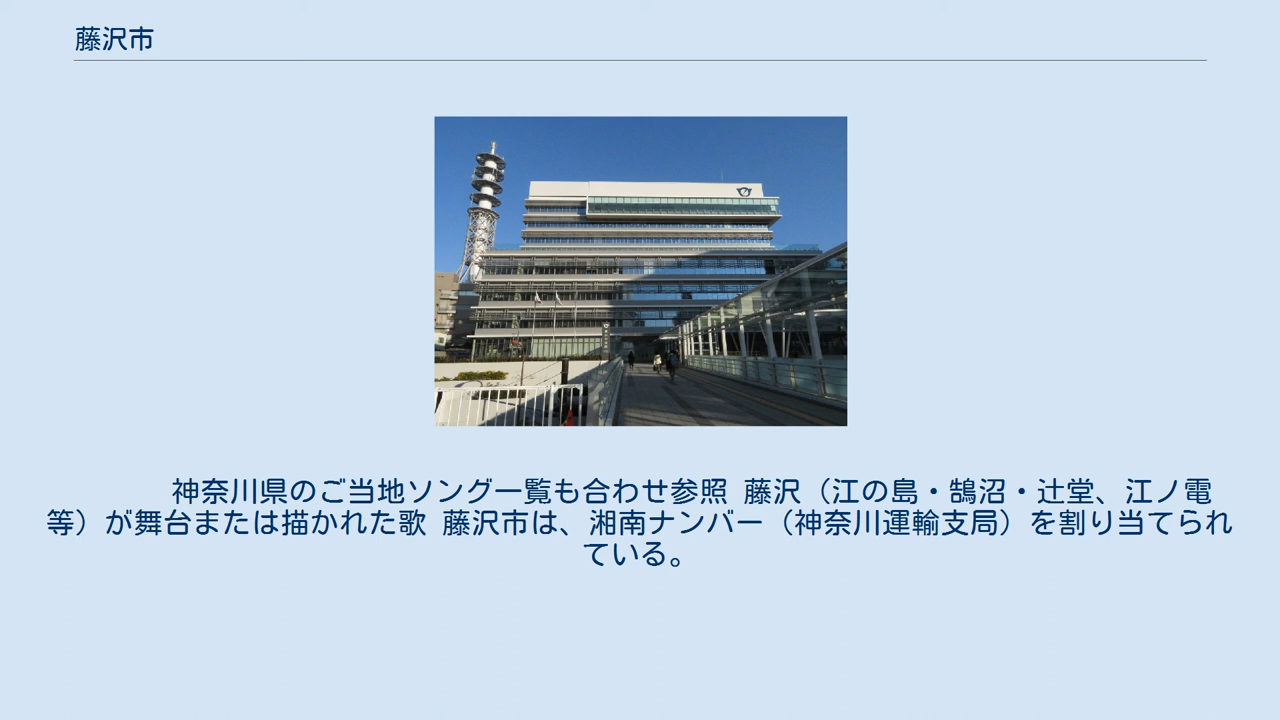 藤沢市
神奈川県のご当地ソング一覧も合わせ参照 藤沢（江の島・鵠沼・辻堂、江ノ電
等）が舞台または描かれた歌 藤沢市は、湘南ナンバー（神奈川運輸支局）を割り当てられ
ている。